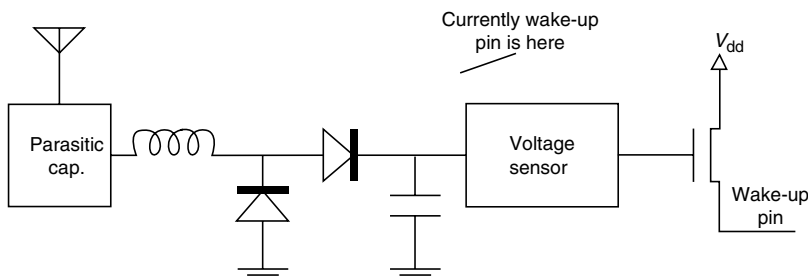 Currently wake-up
pin is here
Vdd
Parasitic
cap.
Voltage
sensor
Wake-up
pin